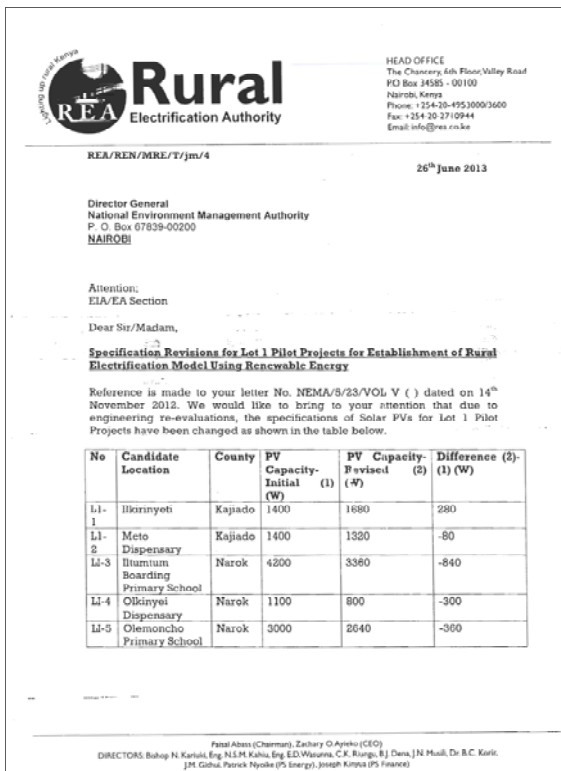 Lighting up rural Kenya
REA
Rural
Electrification Authority
HEAD OFFICE
The Chancery, 6th Floor, Valley Road
P.O Box 34585 - 00100
Nairobi, Kenya
Phone: +254-20-4953000/3600
Fax: +254-20-2710944
Email: info@rea.co.ke
REA/REN/MRE/T/jm/4
26th June 2013
Director General
National Environment Management Authority
P. O. Box 67839-00200
NAIROBI
Attention;
EIA/EA Section
Dear Sir/Madam,
Specification Revisions for Lot 1 Pilot Projects for Establishment of Rural
Electrification Model Using Renewable Energy
Reference is made to your letter No. NEMA/5/23/VOL V ( ) dated on 14th
November 2012. We would like to bring to your attention that due to
engineering re-evaluations, the specifications of Solar PVs for Lot 1 Pilot
Projects have been changed as shown in the table below.
No Candidate Location County PV Capacity-Initial (1) (W) PV Capacity-Revised (2) (W) Difference (2)-(1) (W)
L1-1 Ilkirinyeti Kajiado 1400 1680 280
L1-2 Meto Dispensary Kajiado 1400 1320 -80
L1-3 Iltumtum Boarding Primary School Narok 4200 3360 -840
L1-4 Olkinyei Dispensary Narok 1100 800 -300
L1-5 Olemoncho Primary School Narok 3000 2640 -360
Faisal Abass (Chairman), Zachary O. Ayieko (CEO)
DIRECTORS: Bishop N. Kariuki, Eng. N.S.M. Kahia, Eng. E.D. Wasunna, C.K. Riungu, B.J. Dena, J.N. Musili, Dr B.C. Korir,
J.M. Githui, Patrick Nyoike (PS Energy), Joseph Kinyua (PS Finance)